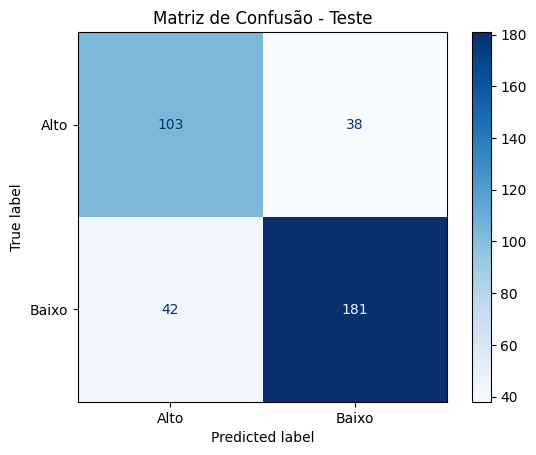 Matriz de Confusão - Teste
True label
Alto
103
38
Baixo
42
181
Alto
Baixo
Predicted label
180
160
140
120
100
80
60
40